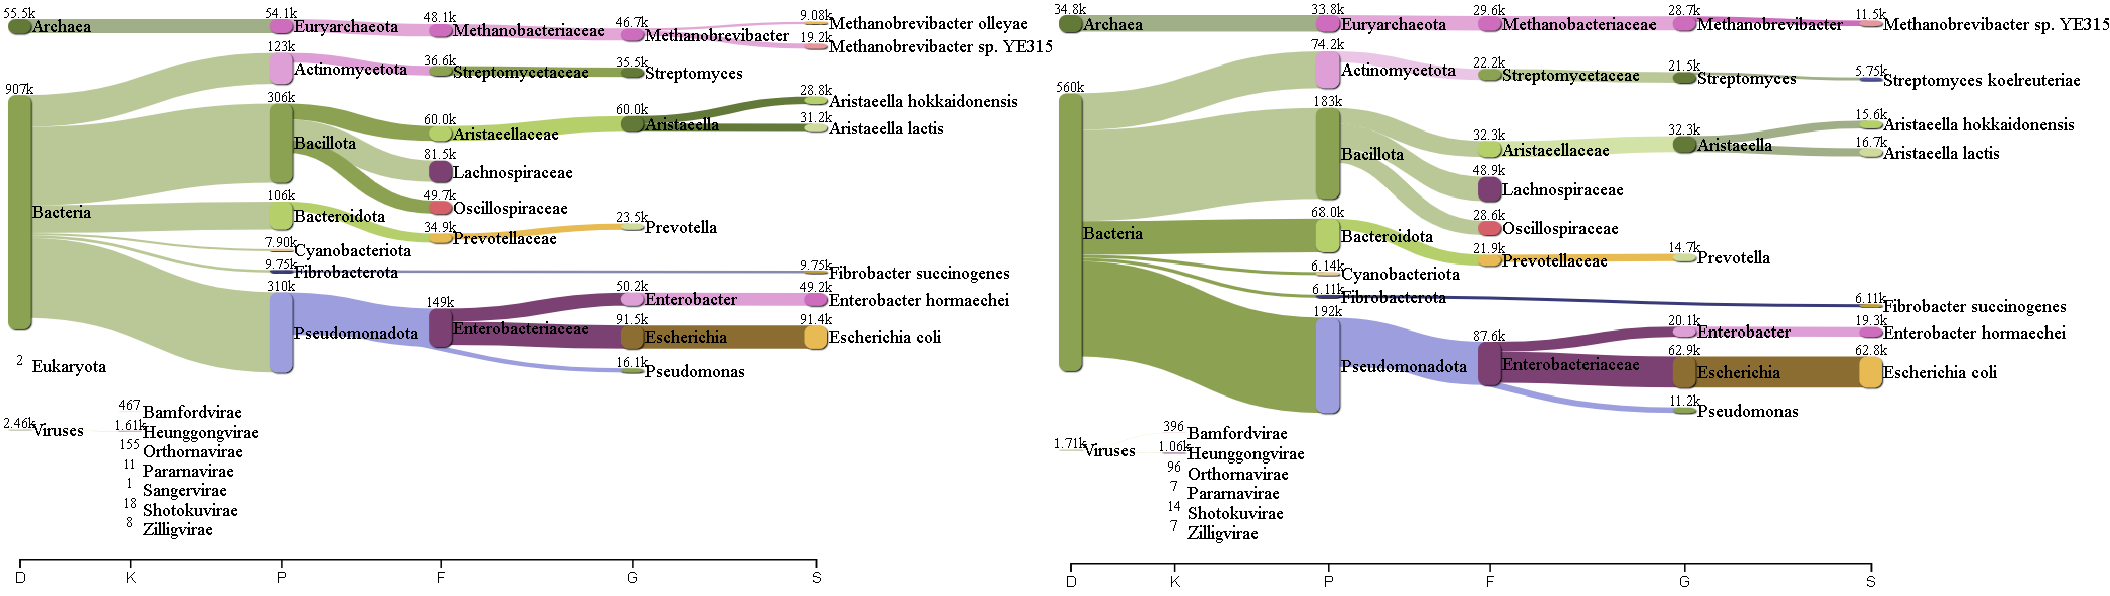 55.5k
Archaea
54.1k
Euryarchaeota
48.1k
Methanobacteriaceae
46.7k
Methanobrevibacter
9.08k
Methanobrevibacter olleyae
19.2k
Methanobrevibacter sp. YE315
907k
Bacteria
123k
Actinomycetota
36.6k
Streptomycetaceae
35.5k
Streptomyces
306k
Bacillota
60.0k
Aristaellaceae
60.0k
Aristaella
28.8k
Aristaeella hokkaidonensis
31.2k
Aristaeella lactis
81.5k
Lachnospiraceae
49.7k
Oscillospiraceae
106k
Bacteroidota
34.9k
Prevotellaceae
23.5k
Prevotella
7.90k
Cyanobacteriota
9.75k
Fibrobacterota
9.75k
Fibrobacter succinogenes
310k
Pseudomonadota
149k
Enterobacteriaceae
50.2k
Enterobacter
49.2k
Enterobacter hormaechei
91.5k
Escherichia
91.4k
Escherichia coli
16.1k
Pseudomonas
2
Eukaryota
2.46k
Viruses
467
Bamfordvirae
1.61k
Heunggongvirae
155
Orthornavirae
11
Pararnavirae
1
Sangervirae
18
Shotokuvirae
8
Zilligvirae
D K P F G S
34.8k
Archaea
33.8k
Euryarchaeota
29.6k
Methanobacteriaceae
28.7k
Methanobrevibacter
11.5k
Methanobrevibacter sp. YE315
560k
Bacteria
74.2k
Actinomycetota
22.2k
Streptomycetaceae
21.5k
Streptomyces
5.75k
Streptomyces koelreuteriae
183k
Bacillota
32.3k
Aristaeellaceae
32.3k
Aristaeella
15.6k
Aristaeella hokkaidonensis
16.7k
Aristaeella lactis
48.9k
Lachnospiraceae
28.6k
Oscillospiraceae
68.0k
Bacteroidota
21.9k
Prevotellaceae
14.7k
Prevotella
6.14k
Cyanobacteriota
6.11k
Fibrobacterota
6.11k
Fibrobacter succinogenes
192k
Pseudomonadota
87.6k
Enterobacteriaceae
20.1k
Enterobacter
19.3k
Enterobacter hormaechei
62.9k
Escherichia
62.8k
Escherichia coli
11.2k
Pseudomonas
1.71k
Viruses
396
Bamfordvirae
1.06k
Heunggongvirae
96
Orthornavirae
7
Pararnavirae
14
Shotokuvirae
7
Zilligvirae
D K P F G S